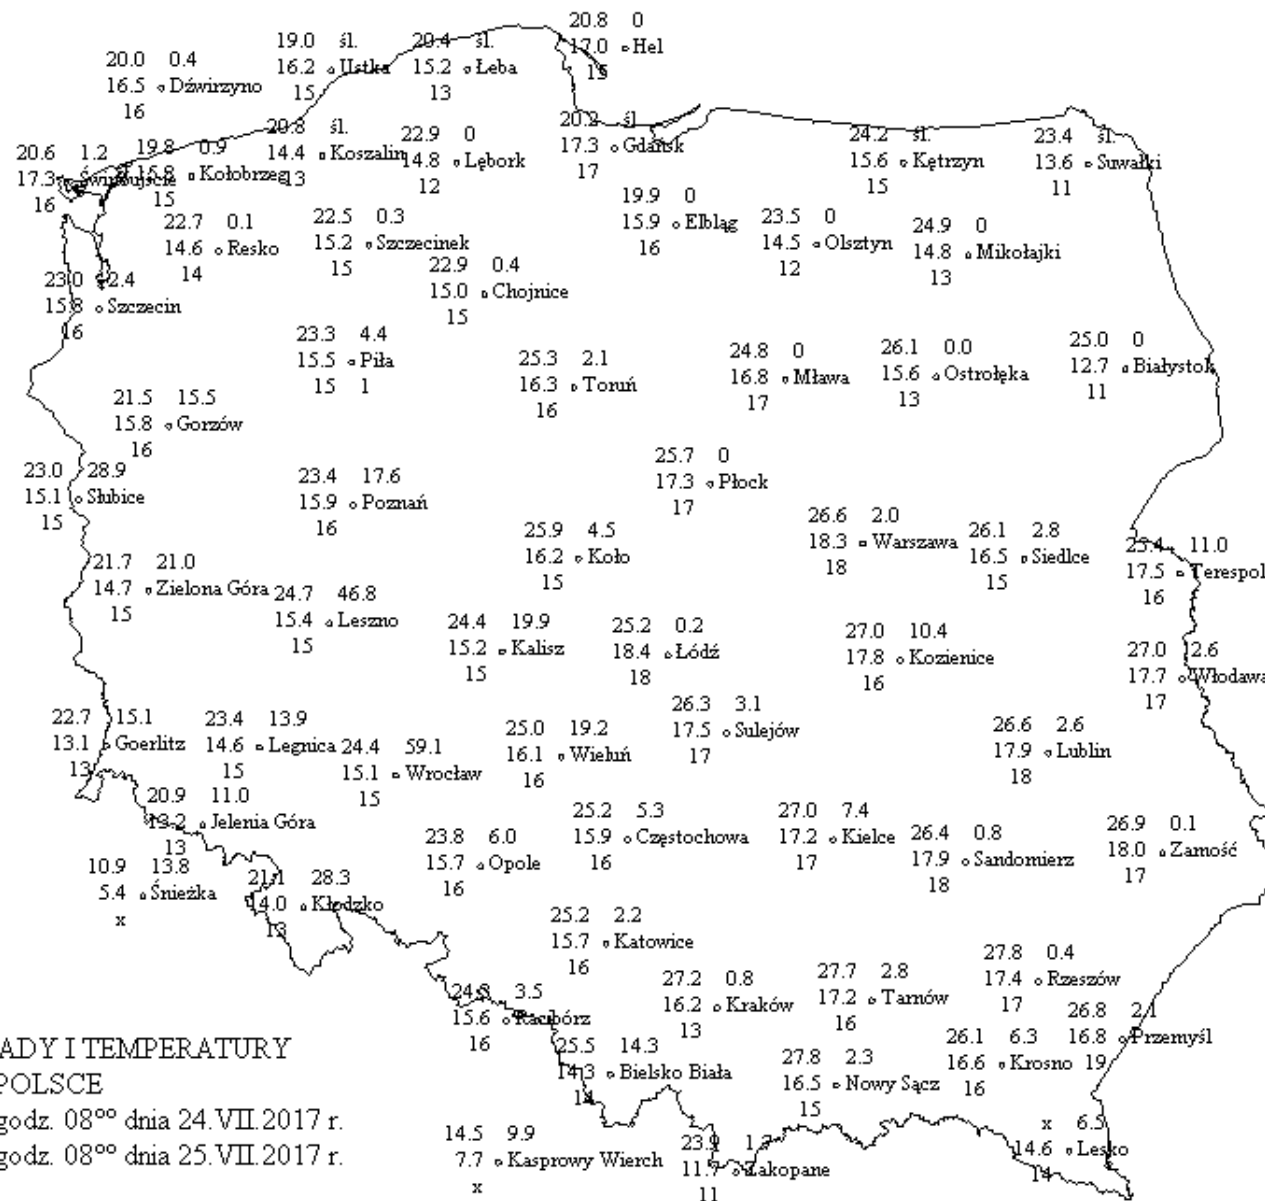 20.8 0
17.0 Hel
15
19.0 śl.
16.2 Ustka
15
20.4 śl.
15.2 Łeba
13
20.0 0.4
16.5 Dźwirzyno
16
20.6 1.2
17.3 Świnoujście
16
19.8 0.9
15.8 Kołobrzeg
15
20.8 śl.
14.4 Koszalin
13
22.9 0
14.8 Lębork
12
20.2 śl.
17.3 Gdańsk
17
24.2 śl.
15.6 Kętrzyn
15
23.4 śl.
13.6 Suwałki
11
22.7 0.1
14.6 Resko
14
22.5 0.3
15.2 Szczecinek
15
19.9 0
15.9 Elbląg
16
23.5 0
14.5 Olsztyn
12
24.9 0
14.8 Mikołajki
13
23.0 2.4
15.8 Szczecin
16
22.9 0.4
15.0 Chojnice
15
23.3 4.4
15.5 Piła
15 1
25.3 2.1
16.3 Toruń
16
24.8 0
16.8 Mława
17
26.1 0.0
15.6 Ostrołęka
13
25.0 0
12.7 Białystok
11
21.5 15.5
15.8 Gorzów
16
23.0 28.9
15.1 Słubice
15
23.4 17.6
15.9 Poznań
16
25.7 0
17.3 Płock
17
25.9 4.5
16.2 Koło
15
26.6 2.0
18.3 Warszawa
18
26.1 2.8
16.5 Siedlce
15
25.4 11.0
17.5 Terespol
16
21.7 21.0
14.7 Zielona Góra
15
24.7 46.8
15.4 Leszno
15
24.4 19.9
15.2 Kalisz
15
25.2 0.2
18.4 Łódź
18
27.0 10.4
17.8 Kozienice
16
27.0 2.6
17.7 Włodawa
17
22.7 15.1
13.1 Goerlitz
13
23.4 13.9
14.6 Legnica
15
24.4 59.1
15.1 Wrocław
15
25.0 19.2
16.1 Wieluń
16
26.3 3.1
17.5 Sulejów
17
26.6 2.6
17.9 Lublin
18
20.9 11.0
13.2 Jelenia Góra
13
23.8 6.0
15.7 Opole
16
25.2 5.3
15.9 Częstochowa
16
27.0 7.4
17.2 Kielce
17
26.4 0.8
17.9 Sandomierz
18
26.9 0.1
18.0 Zamość
17
10.9 13.8
5.4 Śnieżka
x
21.1 28.3
14.0 Kłodzko
13
25.2 2.2
15.7 Katowice
16
27.2 0.8
16.2 Kraków
13
27.7 2.8
17.2 Tarnów
16
27.8 0.4
17.4 Rzeszów
17
3.5
15.6 Racibórz
16
26.8 2.1
16.8 Przemyśl
19
25.5 14.3
14.3 Bielsko Biała
14
27.8 2.3
16.5 Nowy Sącz
15
26.1 6.3
16.6 Krosno
16
14.5 9.9
7.7 Kasprowy Wierch
x
11.7 Zakopane
11
x 6.5
14.6 Lesko
14
ADY I TEMPERATURY
POLSCE
godz. 08ºº dnia 24.VII.2017 r.
godz. 08ºº dnia 25.VII.2017 r.